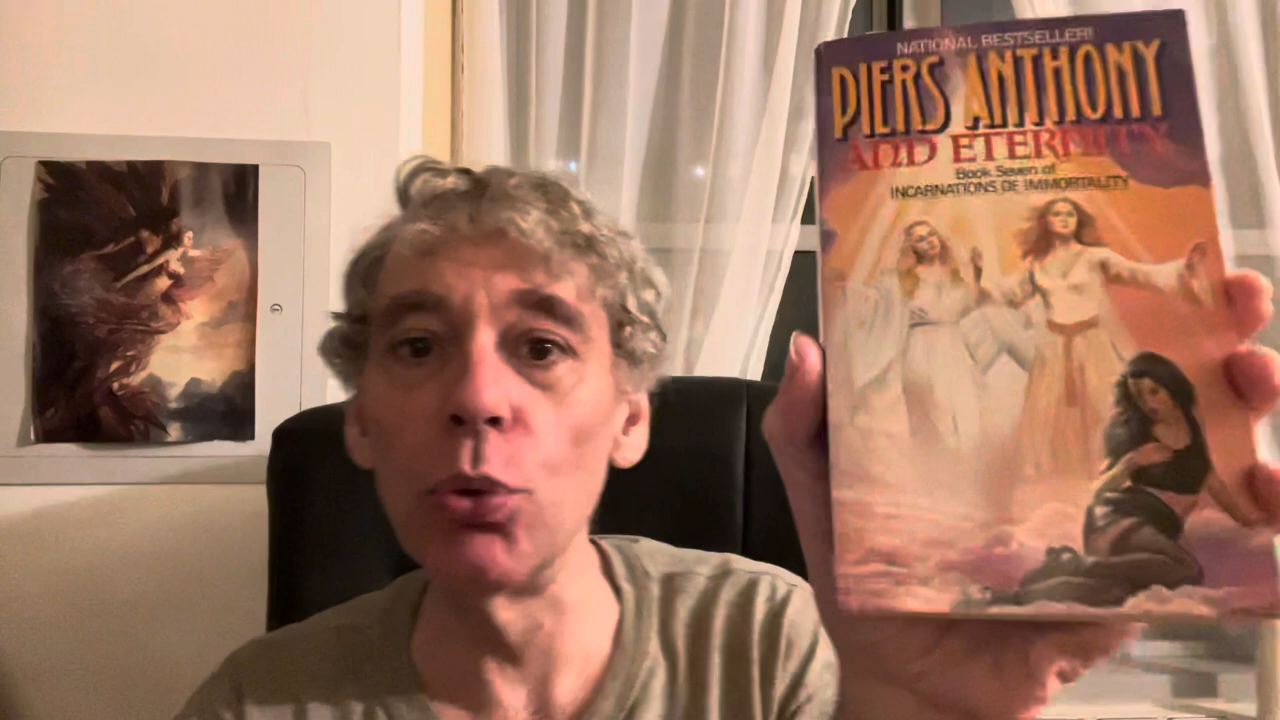 NATIONAL BESTSELLER!
PIERS ANTHONY
AND ETERNITY
Book Seven of
INCARNATIONS OF IMMORTALITY